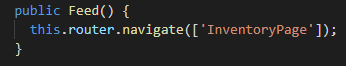 public Feed() {
this.router.navigate(['InventoryPage']);
}